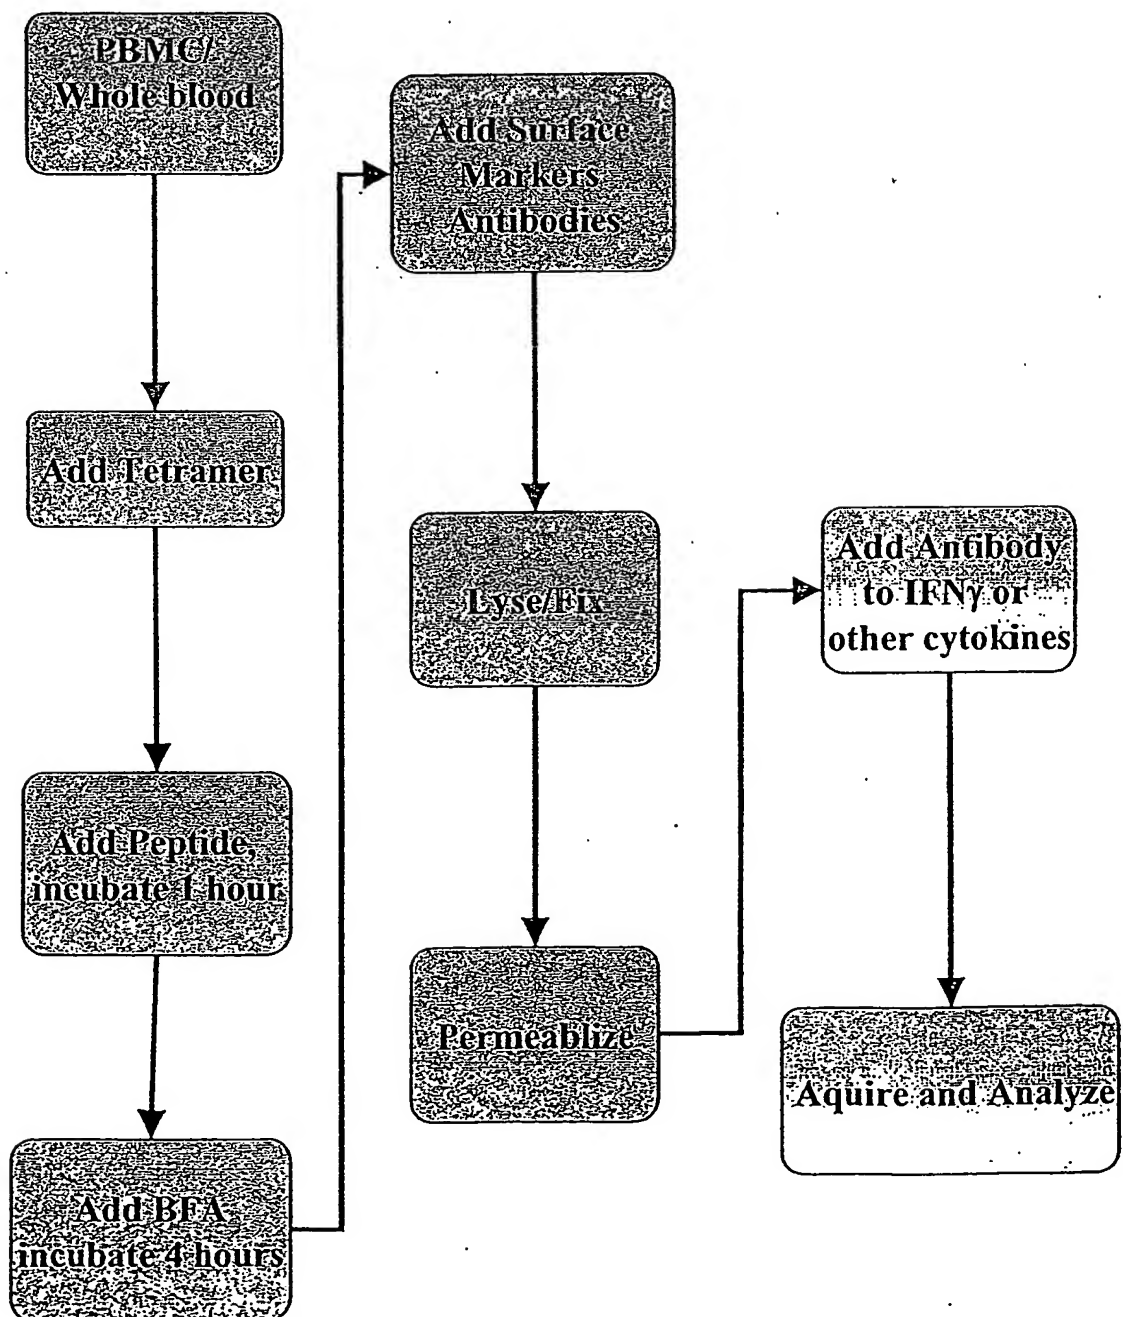 PBMC/
Whole blood
Add Tetramer
Add Peptide,
incubate 1 hour
Add BFA
incubate 4 hours
Add Surface
Markers
Antibodies
Lyse/Fix
Permeablize
Add Antibody
to IFNγ or
other cytokines
Aquire and Analyze